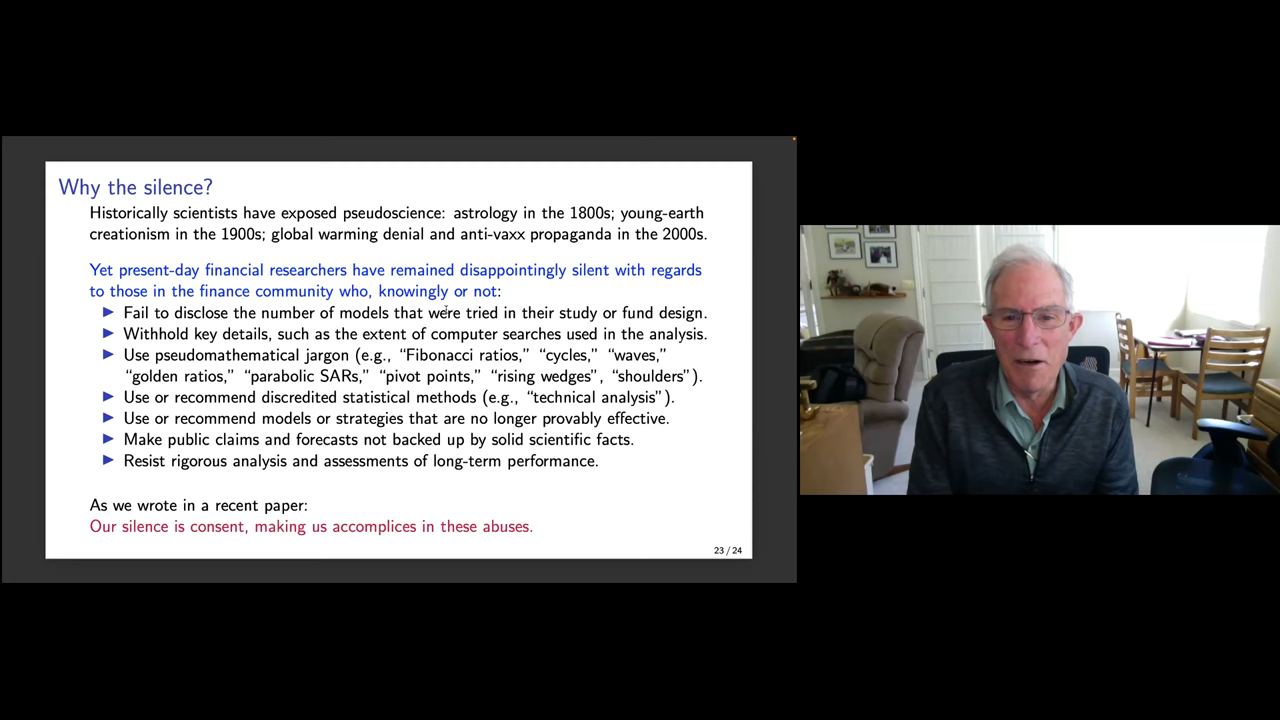 Why the silence?
Historically scientists have exposed pseudoscience: astrology in the 1800s; young-earth
creationism in the 1900s; global warming denial and anti-vaxx propaganda in the 2000s.
Yet present-day financial researchers have remained disappointingly silent with regards
to those in the finance community who, knowingly or not:
▶ Fail to disclose the number of models that were tried in their study or fund design.
▶ Withhold key details, such as the extent of computer searches used in the analysis.
▶ Use pseudomathematical jargon (e.g., “Fibonacci ratios,” “cycles,” “waves,”
“golden ratios,” “parabolic SARs,” “pivot points,” “rising wedges”, “shoulders”).
▶ Use or recommend discredited statistical methods (e.g., “technical analysis”).
▶ Use or recommend models or strategies that are no longer provably effective.
▶ Make public claims and forecasts not backed up by solid scientific facts.
▶ Resist rigorous analysis and assessments of long-term performance.
As we wrote in a recent paper:
Our silence is consent, making us accomplices in these abuses.
23 / 24